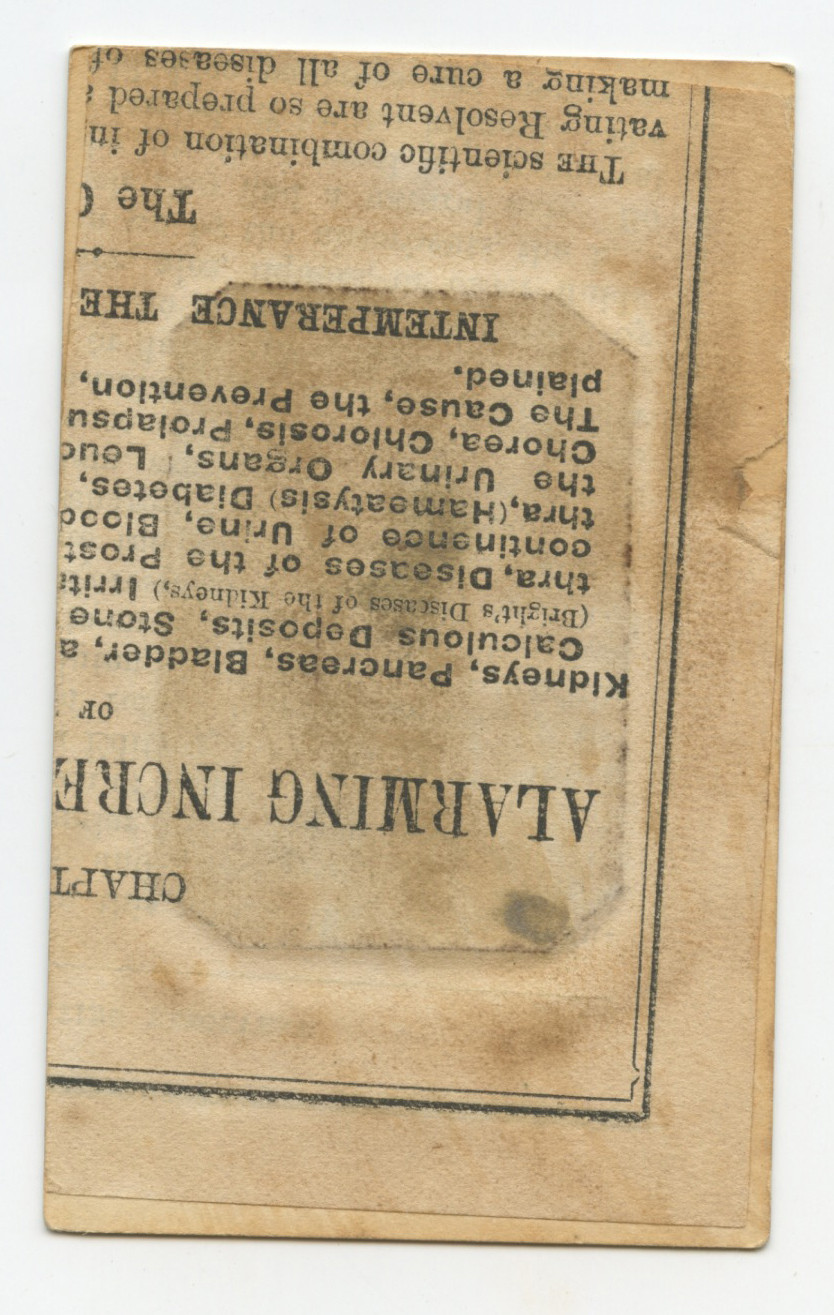 CHAPT
ALARMING INCRE
OF
Kidneys, Pancreas, Bladder, a
Calculous Deposits, Stone
(Bright's Diseases of the Kidneys,) Irrita
thra, Diseases of the Prost
continence of Urine, Blood
thra, (Hameatysis) Diabetes,
the Urinary Organs, Leuc
Chorea, Chlorosis, Prolapsu
The Cause, the Prevention,
plained.
INTEMPERANCE THE
The
THE scientific combination of in
vating Resolvent are so prepared
making a cure of all diseases of